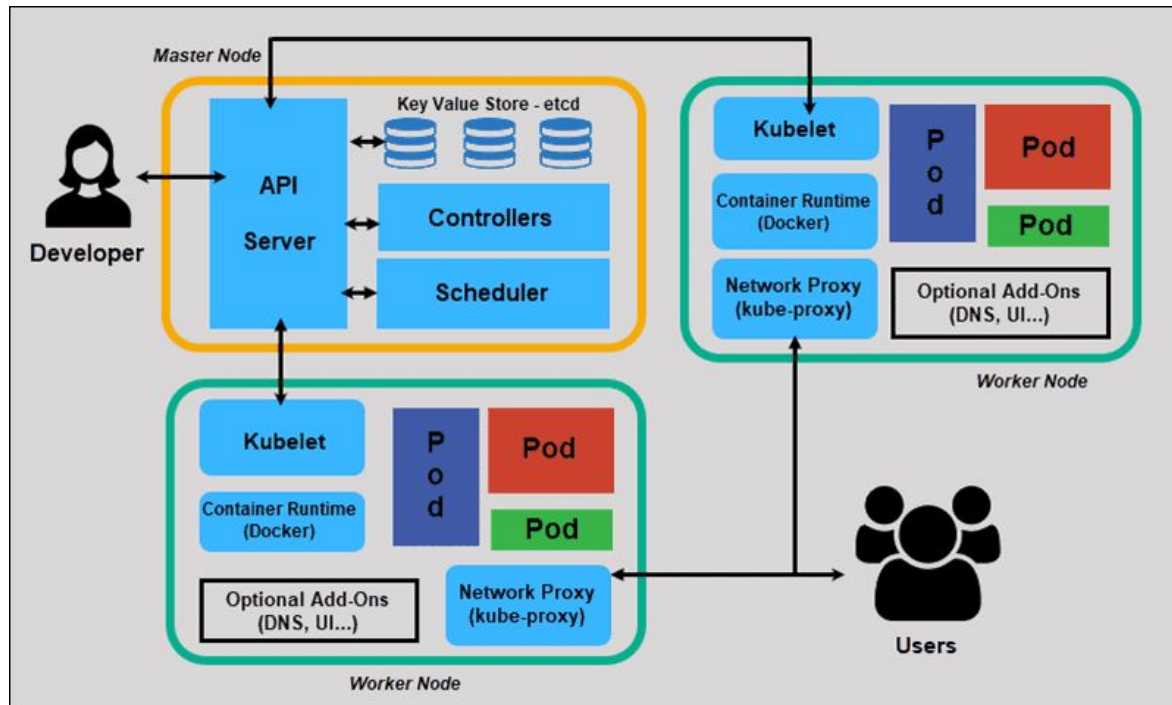 Master Node
Key Value Store - etcd
API
Server
Controllers
Scheduler
Developer
Kubelet
Container Runtime
(Docker)
Network Proxy
(kube-proxy)
P
o
d
Pod
Pod
Optional Add-Ons
(DNS, UI...)
Worker Node
Kubelet
Container Runtime
(Docker)
P
o
d
Pod
Pod
Optional Add-Ons
(DNS, UI...)
Network Proxy
(kube-proxy)
Worker Node
Users